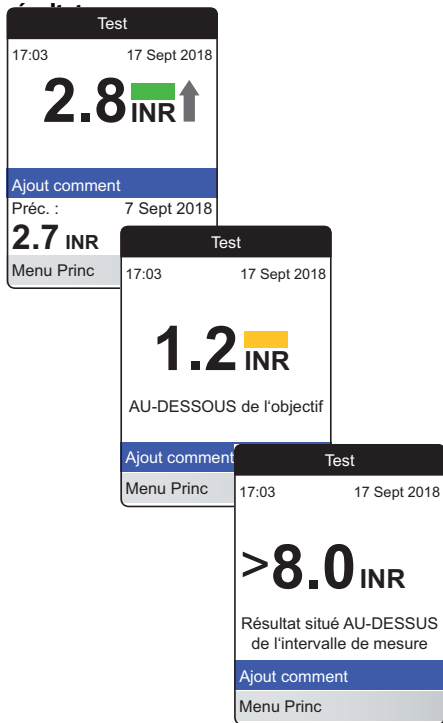 Test
17:03 17 Sept 2018
2.8 INR
Ajout comment
Préc. : 7 Sept 2018
2.7 INR
Menu Princ
Test
17:03 17 Sept 2018
1.2 INR
AU-DESSOUS de l‘objectif
Ajout comment
Menu Princ
Test
17:03 17 Sept 2018
>8.0 INR
Résultat situé AU-DESSUS
de l‘intervalle de mesure
Ajout comment
Menu Princ